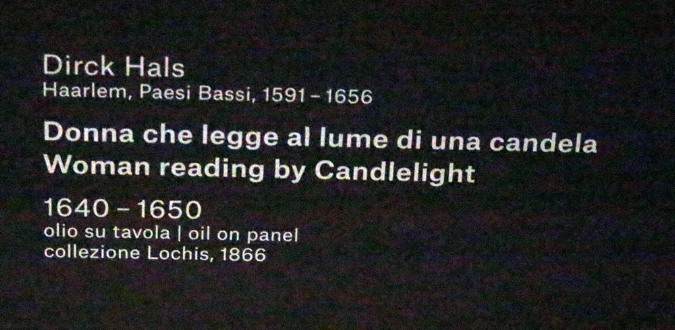 Dirck Hals
Haarlem, Paesi Bassi, 1591–1656
Donna che legge al lume di una candela
Woman reading by Candlelight
1640–1650
olio su tavola | oil on panel
collezione Lochis, 1866